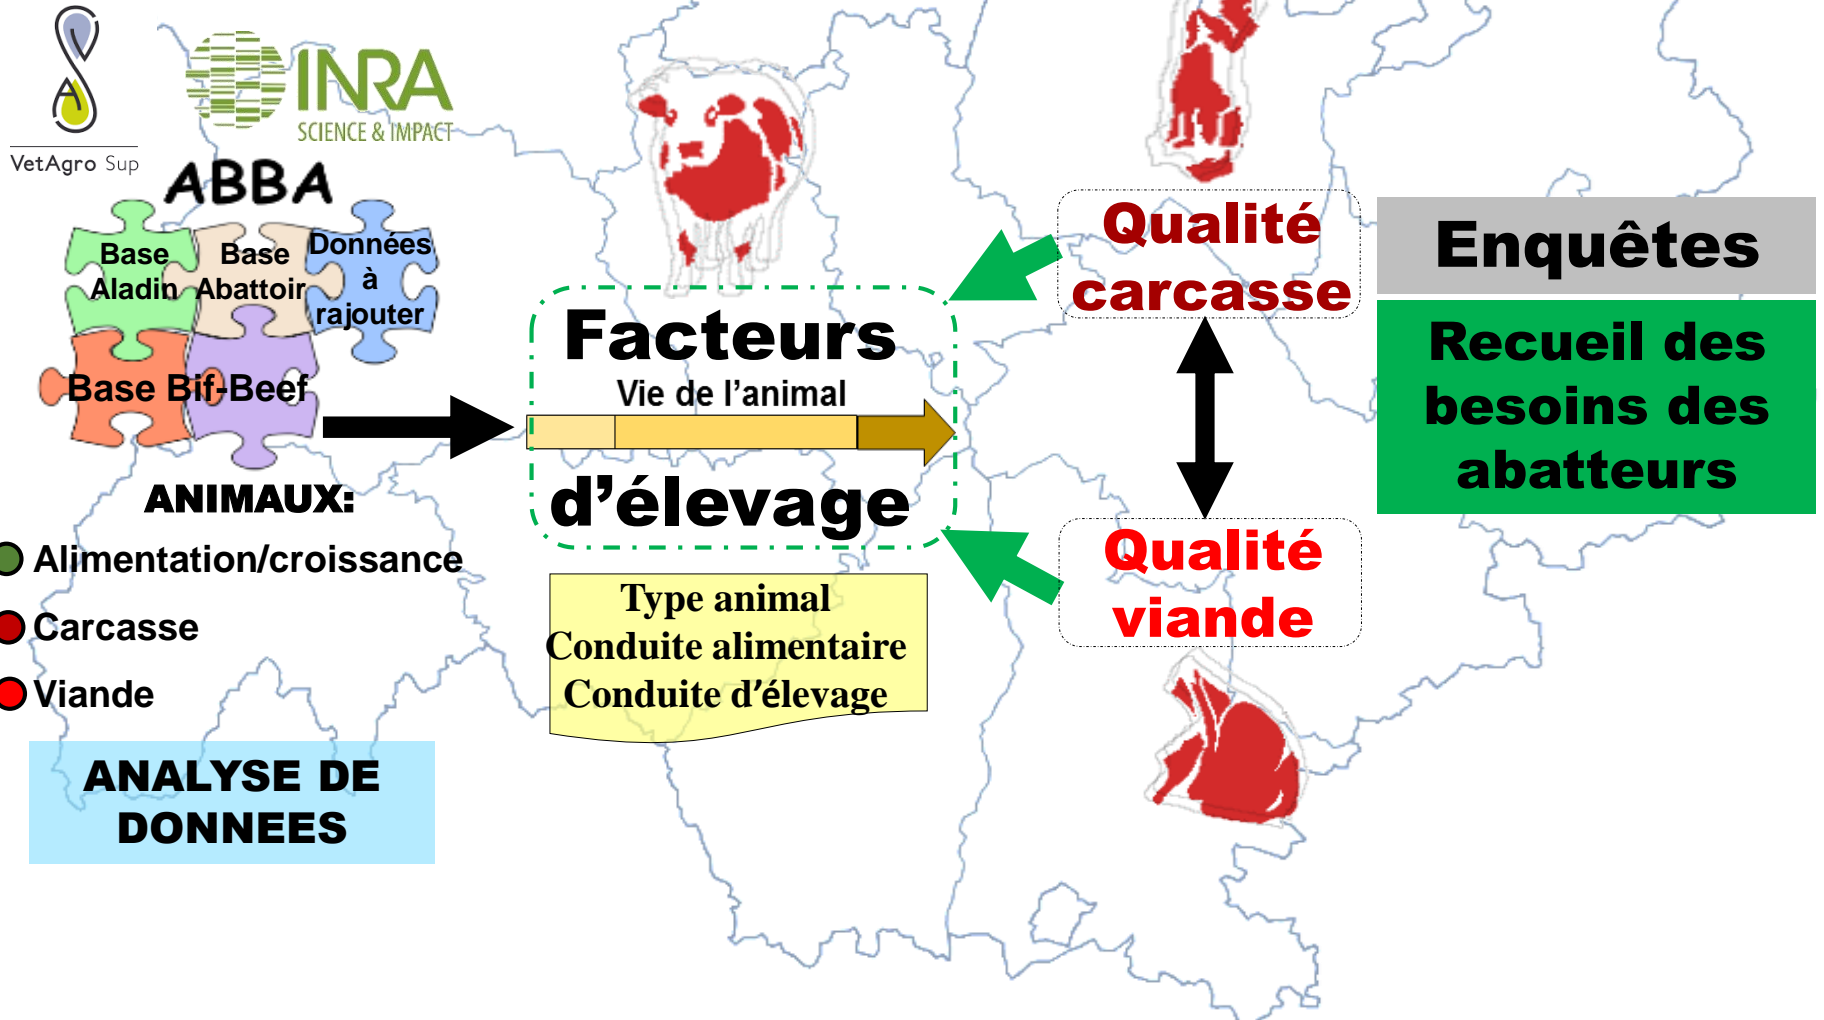 VetAgro Sup
INRA
SCIENCE & IMPACT
ABBA
Base
Aladin
Base
Abattoir
Données
à
rajouter
Base Bif-Beef
ANIMAUX:
Alimentation/croissance
Carcasse
Viande
ANALYSE DE
DONNEES
Facteurs
Vie de l’animal
d’élevage
Type animal
Conduite alimentaire
Conduite d’élevage
Qualité
carcasse
Qualité
viande
Enquêtes
Recueil des
besoins des
abatteurs